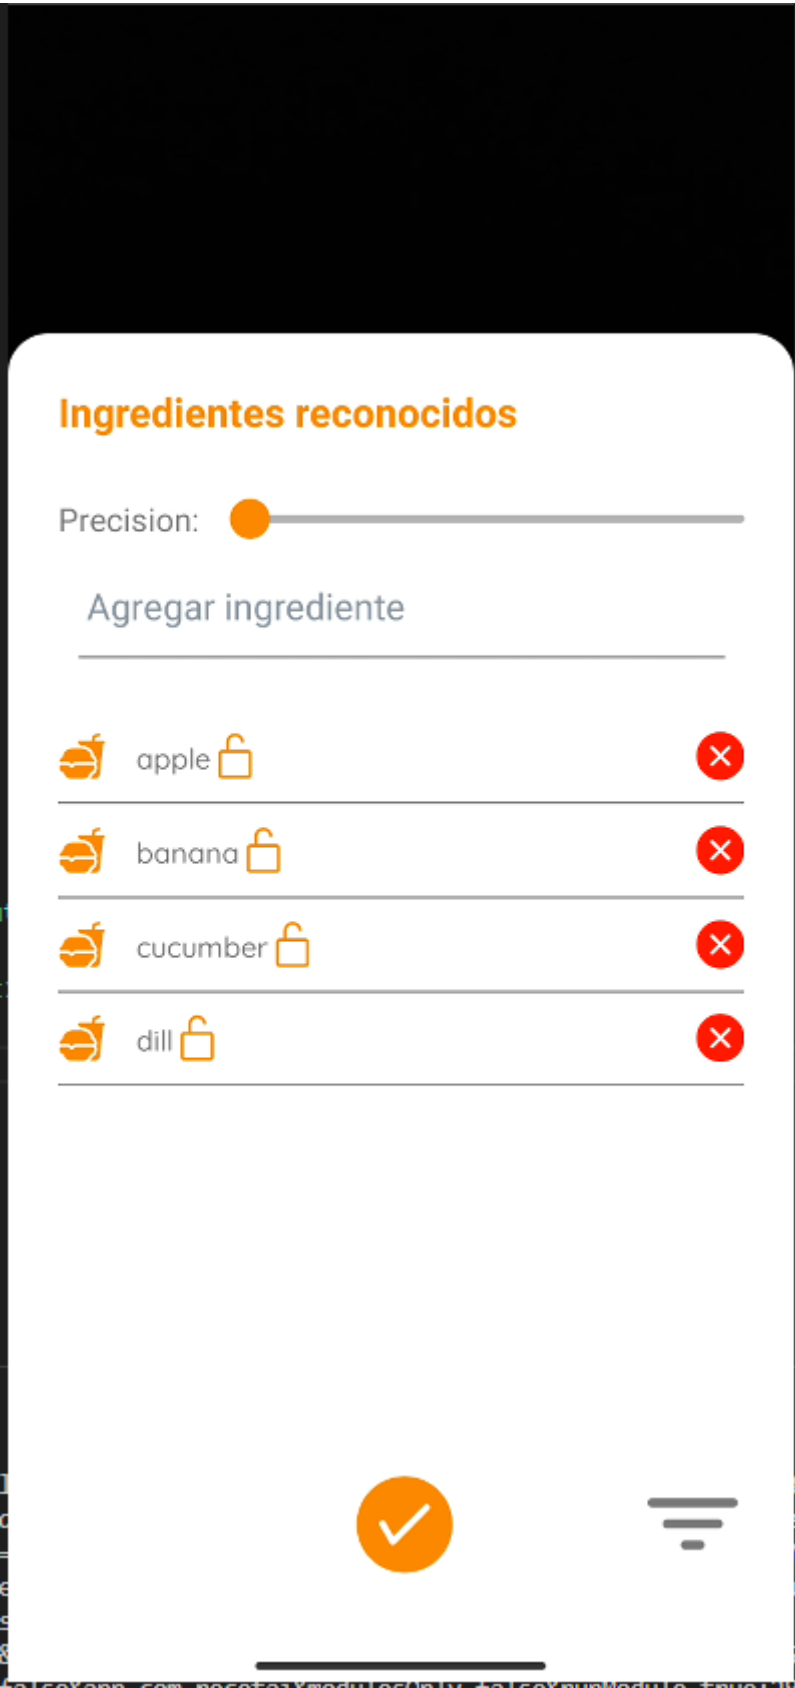 Ingredientes reconocidos
Precision:
Agregar ingrediente
apple
banana
cucumber
dill